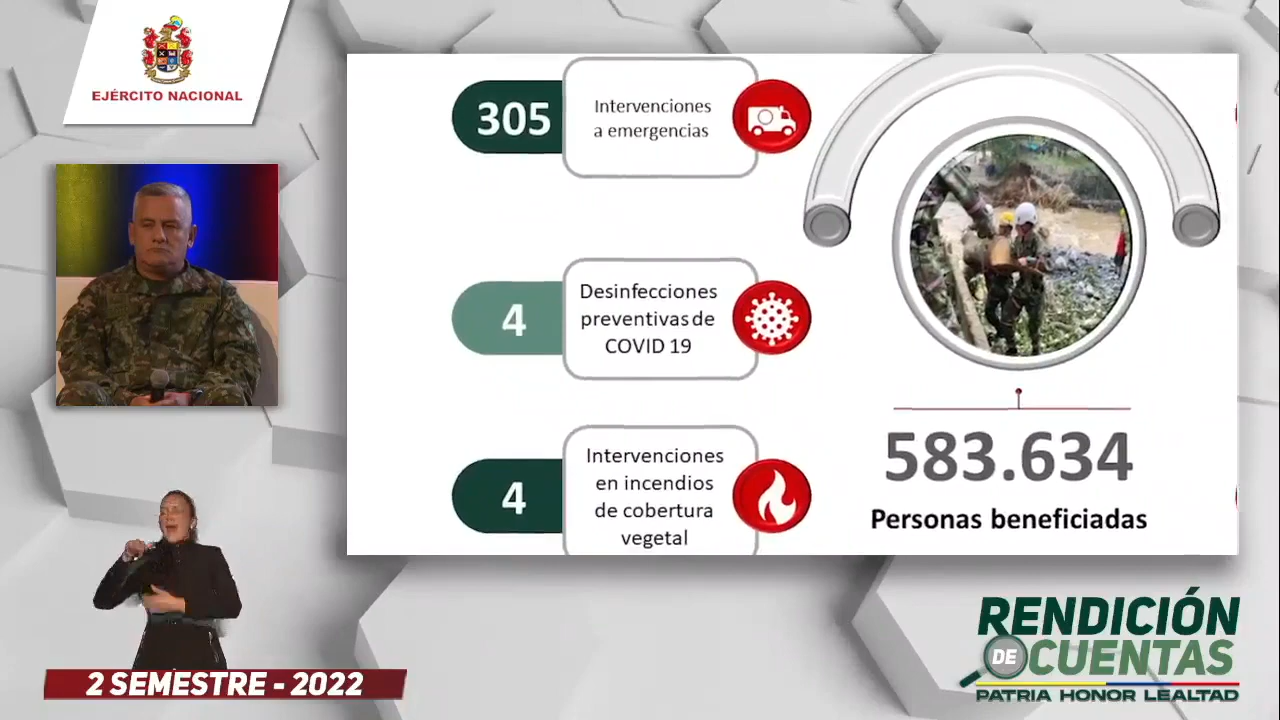 EJÉRCITO NACIONAL
305
Intervenciones
a emergencias
4
Desinfecciones
preventivas de
COVID 19
4
Intervenciones
en incendios
de cobertura
vegetal
583.634
Personas beneficiadas
2 SEMESTRE - 2022
RENDICIÓN
DE CUENTAS
PATRIA HONOR LEALTAD